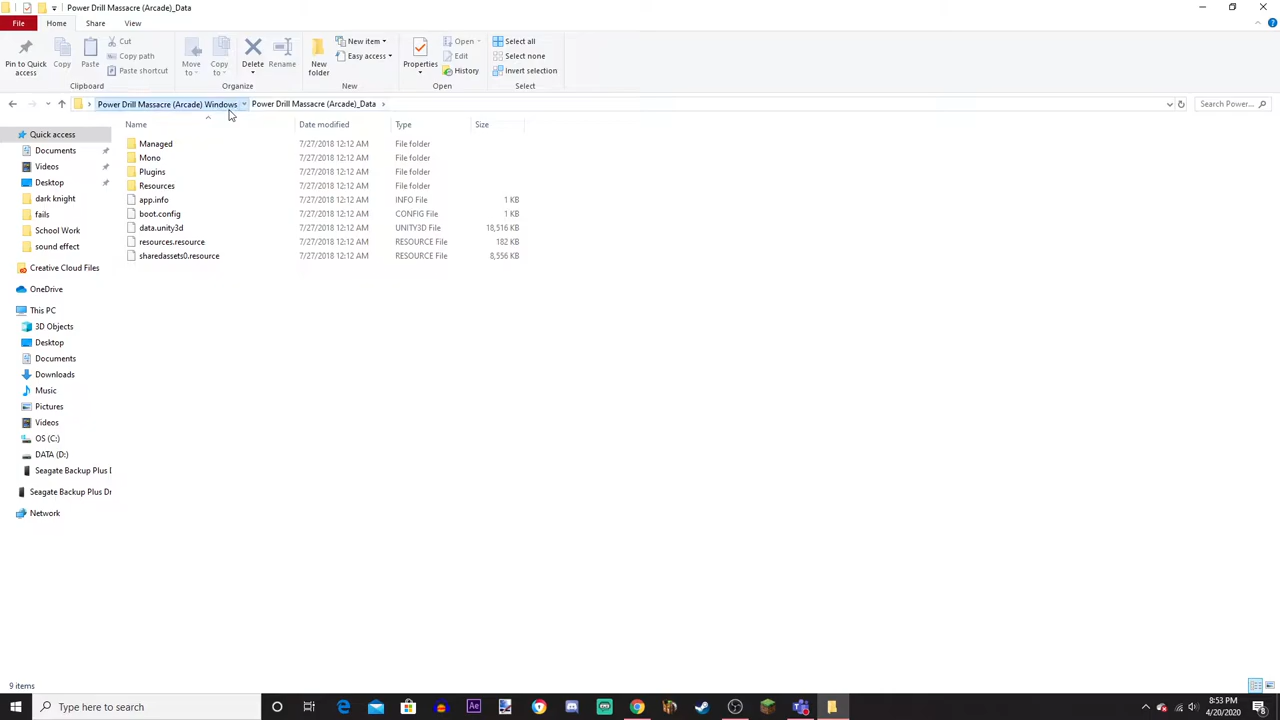 Power Drill Massacre (Arcade)_Data
File Home Share View
Pin to Quick access
Copy
Paste
Cut
Copy path
Paste shortcut
Move to
Copy to
Delete
Rename
New folder
New item
Easy access
Properties
Open
Edit
History
Select all
Select none
Invert selection
Clipboard Organize New Open Select
Power Drill Massacre (Arcade) Windows Power Drill Massacre (Arcade)_Data
Search Power...
Name Date modified Type Size
Managed 7/27/2018 12:12 AM File folder
Mono 7/27/2018 12:12 AM File folder
Plugins 7/27/2018 12:12 AM File folder
Resources 7/27/2018 12:12 AM File folder
app.info 7/27/2018 12:12 AM INFO File 1 KB
boot.config 7/27/2018 12:12 AM CONFIG File 1 KB
data.unity3d 7/27/2018 12:12 AM UNITY3D File 18,516 KB
resources.resource 7/27/2018 12:12 AM RESOURCE File 182 KB
sharedassets0.resource 7/27/2018 12:12 AM RESOURCE File 8,556 KB
Quick access
Documents
Videos
Desktop
dark knight
fails
School Work
sound effect
Creative Cloud Files
OneDrive
This PC
3D Objects
Desktop
Documents
Downloads
Music
Pictures
Videos
OS (C:)
DATA (D:)
Seagate Backup Plus D
Seagate Backup Plus Dr
Network
9 items
Type here to search
Ae
8:53 PM
4/20/2020
8